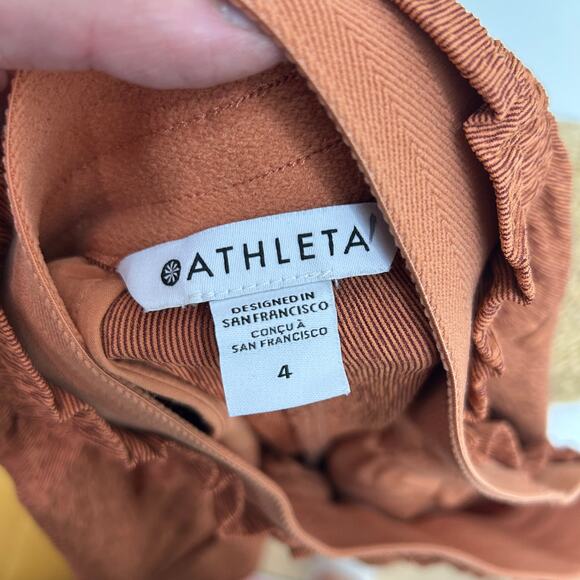 ATHLETA
DESIGNED IN
SAN FRANCISCO
CONÇU À
SAN FRANCISCO
4